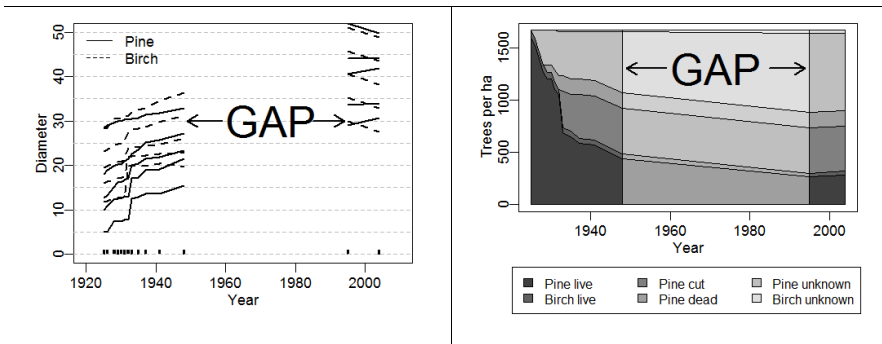 Diameter
50
40
30
20
10
0
Pine
Birch
GAP
1920 1940 1960 1980 2000
Year
Trees per ha
1500
1000
500
0
GAP
1940 1960 1980 2000
Year
Pine live Pine cut Pine unknown
Birch live Pine dead Birch unknown